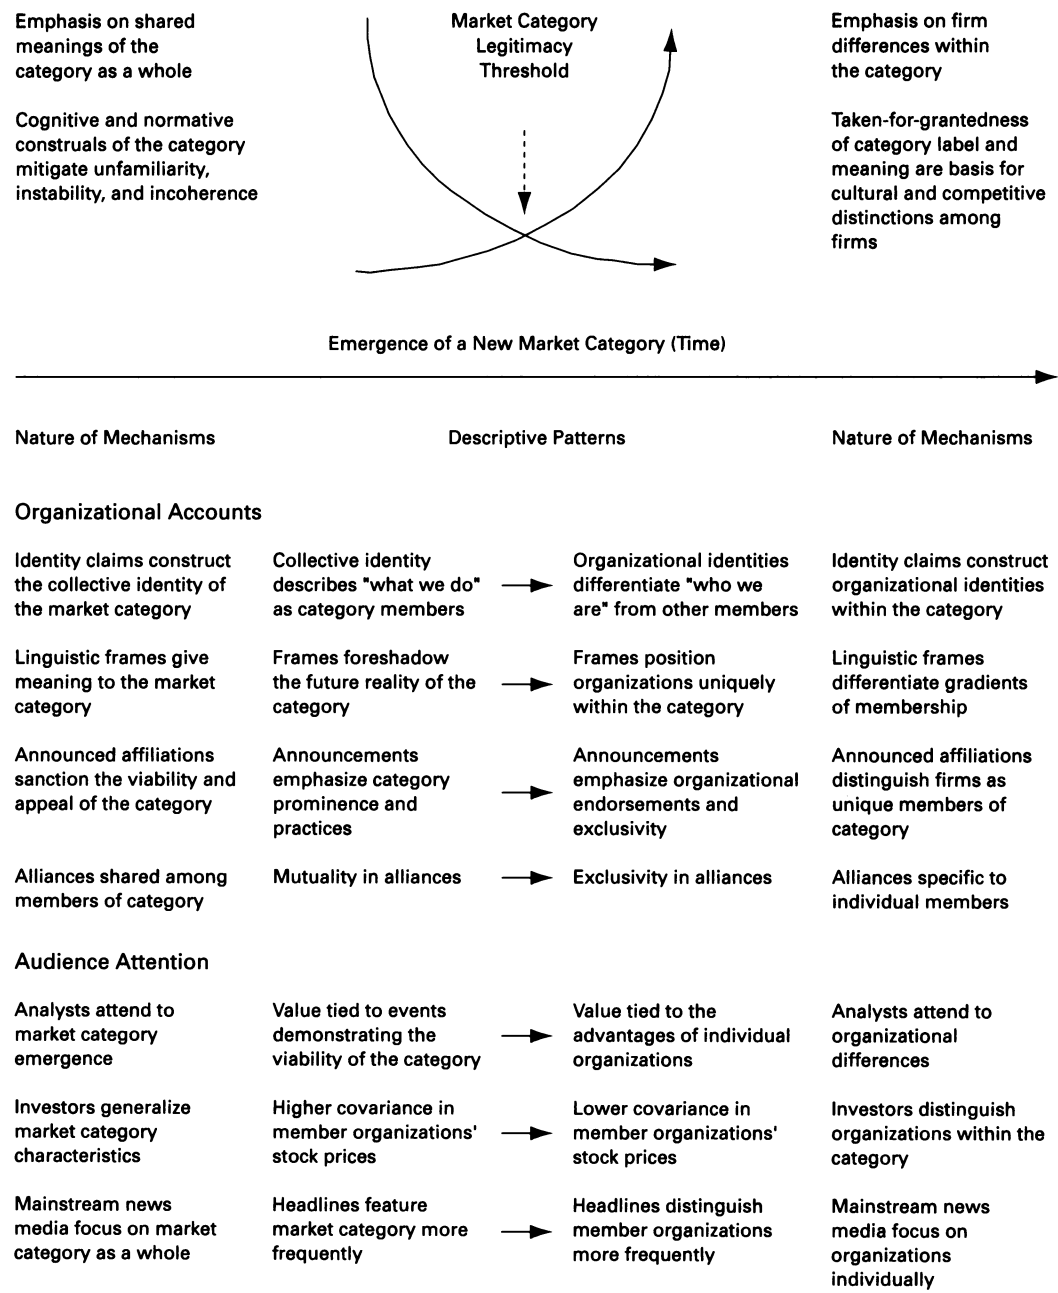 Emphasis on shared
meanings of the
category as a whole
Cognitive and normative
construals of the category
mitigate unfamiliarity,
instability, and incoherence
Market Category
Legitimacy
Threshold
Emphasis on firm
differences within
the category
Taken-for-grantedness
of category label and
meaning are basis for
cultural and competitive
distinctions among
firms
Emergence of a New Market Category (Time)
Nature of Mechanisms
Descriptive Patterns
Nature of Mechanisms
Organizational Accounts
Identity claims construct
the collective identity of
the market category
Collective identity
describes "what we do"
as category members
Organizational identities
differentiate "who we
are" from other members
Identity claims construct
organizational identities
within the category
Linguistic frames give
meaning to the market
category
Frames foreshadow
the future reality of the
category
Frames position
organizations uniquely
within the category
Linguistic frames
differentiate gradients
of membership
Announced affiliations
sanction the viability and
appeal of the category
Announcements
emphasize category
prominence and
practices
Announcements
emphasize organizational
endorsements and
exclusivity
Announced affiliations
distinguish firms as
unique members of
category
Alliances shared among
members of category
Mutuality in alliances
Exclusivity in alliances
Alliances specific to
individual members
Audience Attention
Analysts attend to
market category
emergence
Value tied to events
demonstrating the
viability of the category
Value tied to the
advantages of individual
organizations
Analysts attend to
organizational
differences
Investors generalize
market category
characteristics
Higher covariance in
member organizations'
stock prices
Lower covariance in
member organizations'
stock prices
Investors distinguish
organizations within the
category
Mainstream news
media focus on market
category as a whole
Headlines feature
market category more
frequently
Headlines distinguish
member organizations
more frequently
Mainstream news
media focus on
organizations
individually